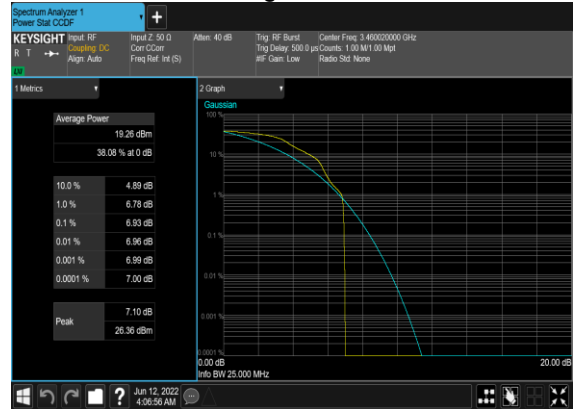 Spectrum Analyzer 1
Power Stat CCDF
KEYSIGHT
R T
LXI
Input: RF
Coupling: DC
Align: Auto
Input Z: 50 Ω
Corr CCorr
Freq Ref: Int (S)
Atten: 40 dB
Trig: RF Burst
Trig Delay: 500.0 µs
#IF Gain: Low
Center Freq: 3.460020000 GHz
Counts: 1.00 M/1.00 Mpt
Radio Std: None
1 Metrics
Average Power
19.26 dBm
38.08 % at 0 dB
10.0 % 4.89 dB
1.0 % 6.78 dB
0.1 % 6.93 dB
0.01 % 6.96 dB
0.001 % 6.99 dB
0.0001 % 7.00 dB
Peak
7.10 dB
26.36 dBm
2 Graph
Gaussian
100 %
10 %
1 %
0.1 %
0.01 %
0.001 %
0.0001 %
0.00 dB 20.00 dB
Info BW 25.000 MHz
?
Jun 12, 2022
4:06:56 AM